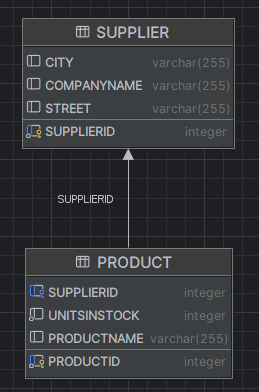 SUPPLIER
CITY varchar(255)
COMPANYNAME varchar(255)
STREET varchar(255)
SUPPLIERID integer
SUPPLIERID
PRODUCT
SUPPLIERID integer
UNITSINSTOCK integer
PRODUCTNAME varchar(255)
PRODUCTID integer